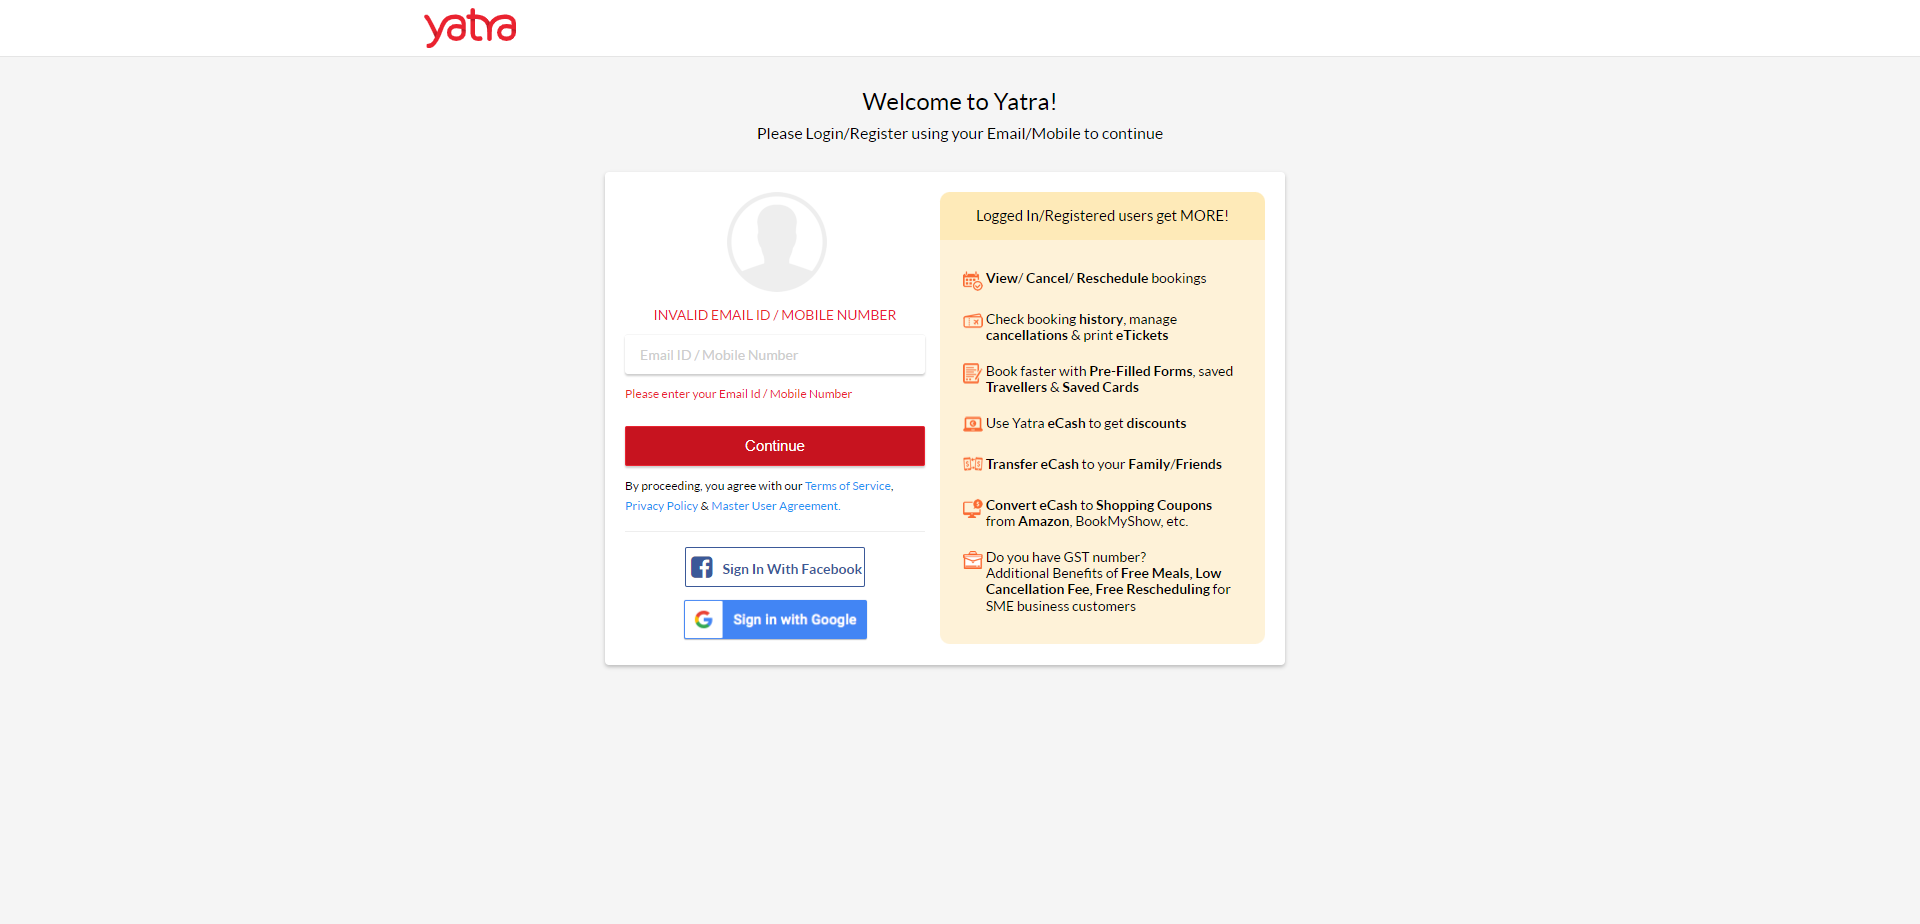 yatra
Welcome to Yatra!
Please Login/Register using your Email/Mobile to continue
INVALID EMAIL ID / MOBILE NUMBER
Email ID / Mobile Number
Please enter your Email Id / Mobile Number
Continue
By proceeding, you agree with our Terms of Service,
Privacy Policy & Master User Agreement.
Sign In With Facebook
Sign in with Google
Logged In/Registered users get MORE!
View/ Cancel/ Reschedule bookings
Check booking history, manage
cancellations & print eTickets
Book faster with Pre-Filled Forms, saved
Travellers & Saved Cards
Use Yatra eCash to get discounts
Transfer eCash to your Family/Friends
Convert eCash to Shopping Coupons
from Amazon, BookMyShow, etc.
Do you have GST number?
Additional Benefits of Free Meals, Low
Cancellation Fee, Free Rescheduling for
SME business customers